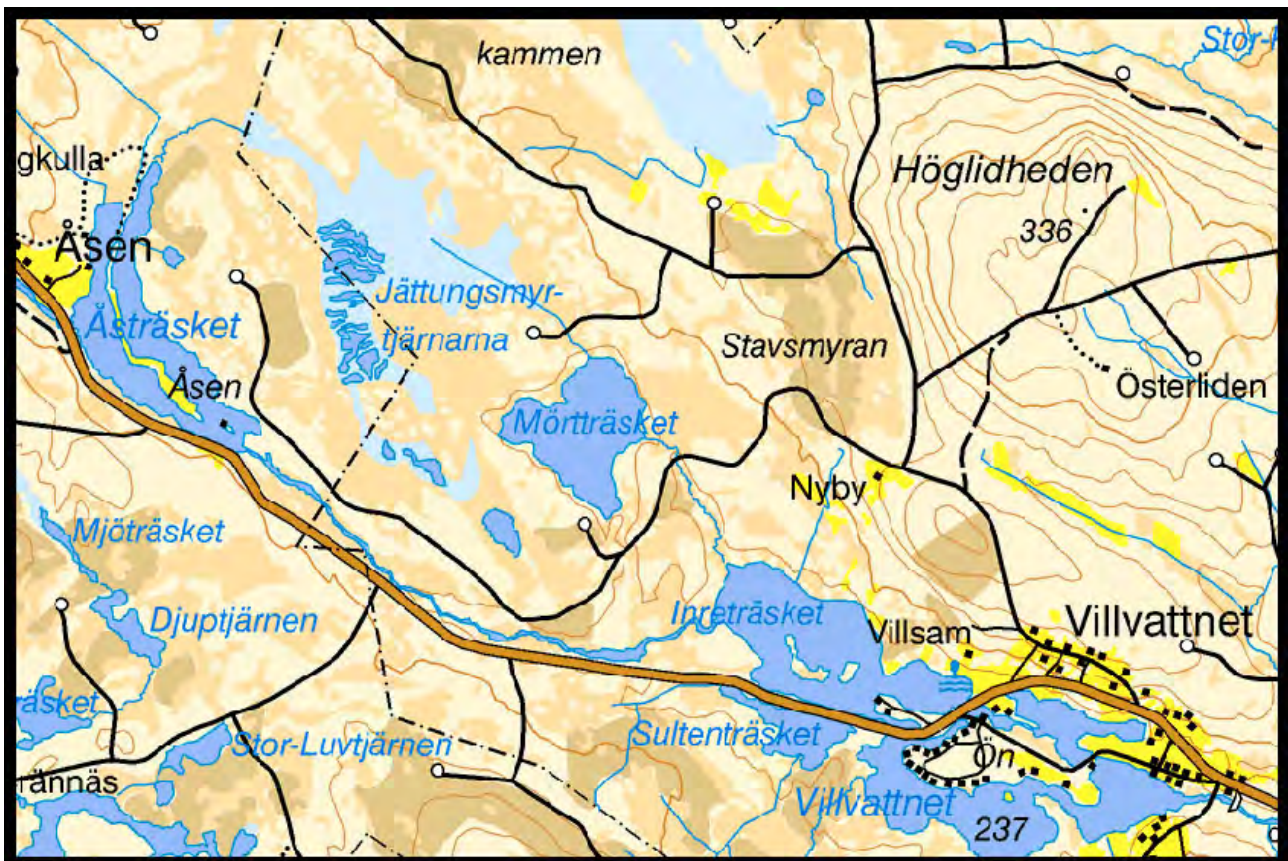 kammen
Stor-
gkulla
Höglidheden
336
Åsen
Jättungsmyr-
tjärnarna
Åsträsket
Stavsmyran
Åsen
Österliden
Mörtträsket
Nyby
Mjöträsket
Djuptjärnen
Inreträsket
Villsam
Villvattnet
räsket
Stor-Luvtjärnen
Sultenträsket
Ön
rännäs
Villvattnet
237